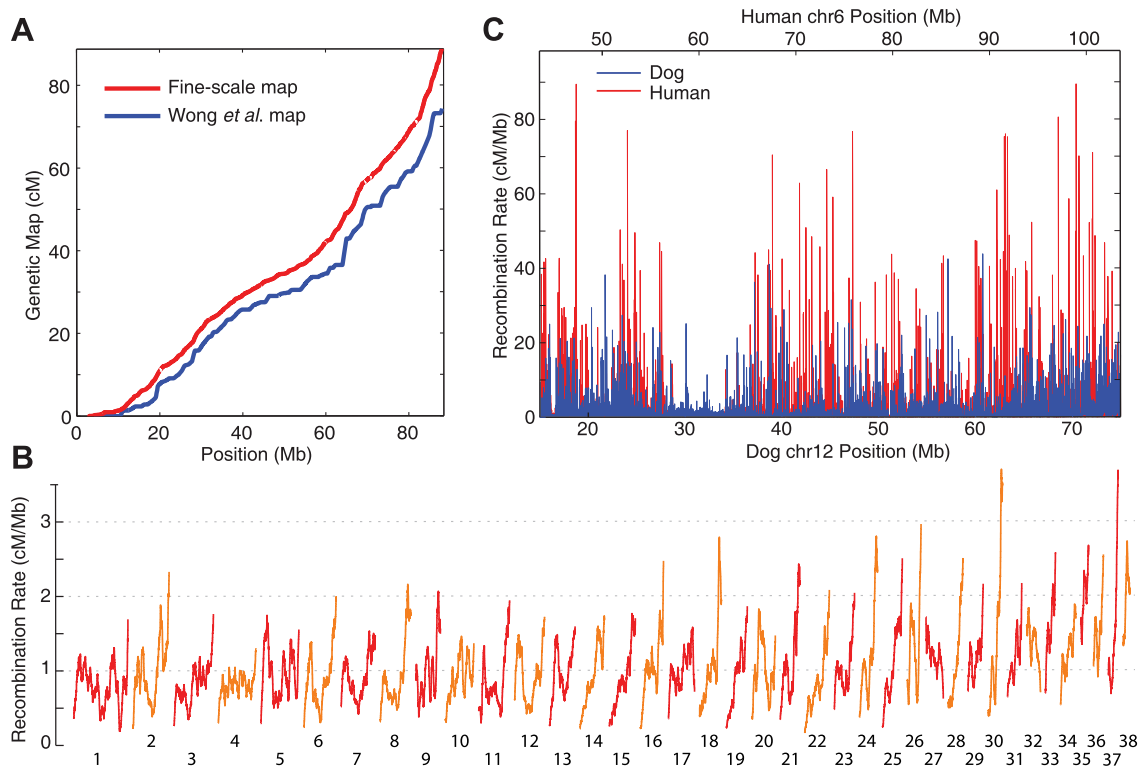 A
Fine-scale map
Wong et al. map
80
60
40
20
0
Genetic Map (cM)
0 20 40 60 80
Position (Mb)
C
Human chr6 Position (Mb)
50 60 70 80 90 100
Dog
Human
80
60
40
20
0
Recombination Rate (cM/Mb)
20 30 40 50 60 70
Dog chr12 Position (Mb)
B
Recombination Rate (cM/Mb)
3
2
1
0
2 4 6 8 10 12 14 16 18 20 22 24 26 28 30 32 34 36 38
1 3 5 7 9 11 13 15 17 19 21 23 25 27 29 31 33 35 37